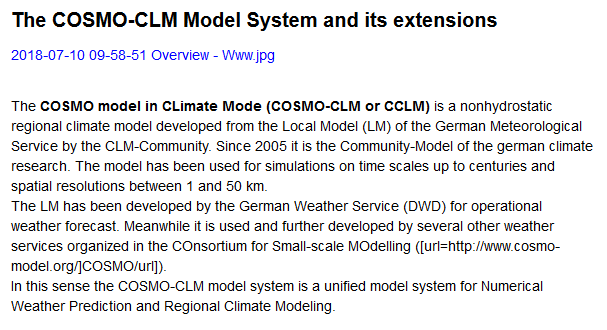 The COSMO-CLM Model System and its extensions
2018-07-10 09-58-51 Overview - Www.jpg
The COSMO model in CLimate Mode (COSMO-CLM or CCLM) is a nonhydrostatic
regional climate model developed from the Local Model (LM) of the German Meteorological
Service by the CLM-Community. Since 2005 it is the Community-Model of the german climate
research. The model has been used for simulations on time scales up to centuries and
spatial resolutions between 1 and 50 km.
The LM has been developed by the German Weather Service (DWD) for operational
weather forecast. Meanwhile it is used and further developed by several other weather
services organized in the COnsortium for Small-scale MOdelling ([url=http://www.cosmo-
model.org/]COSMO/url]).
In this sense the COSMO-CLM model system is a unified model system for Numerical
Weather Prediction and Regional Climate Modeling.